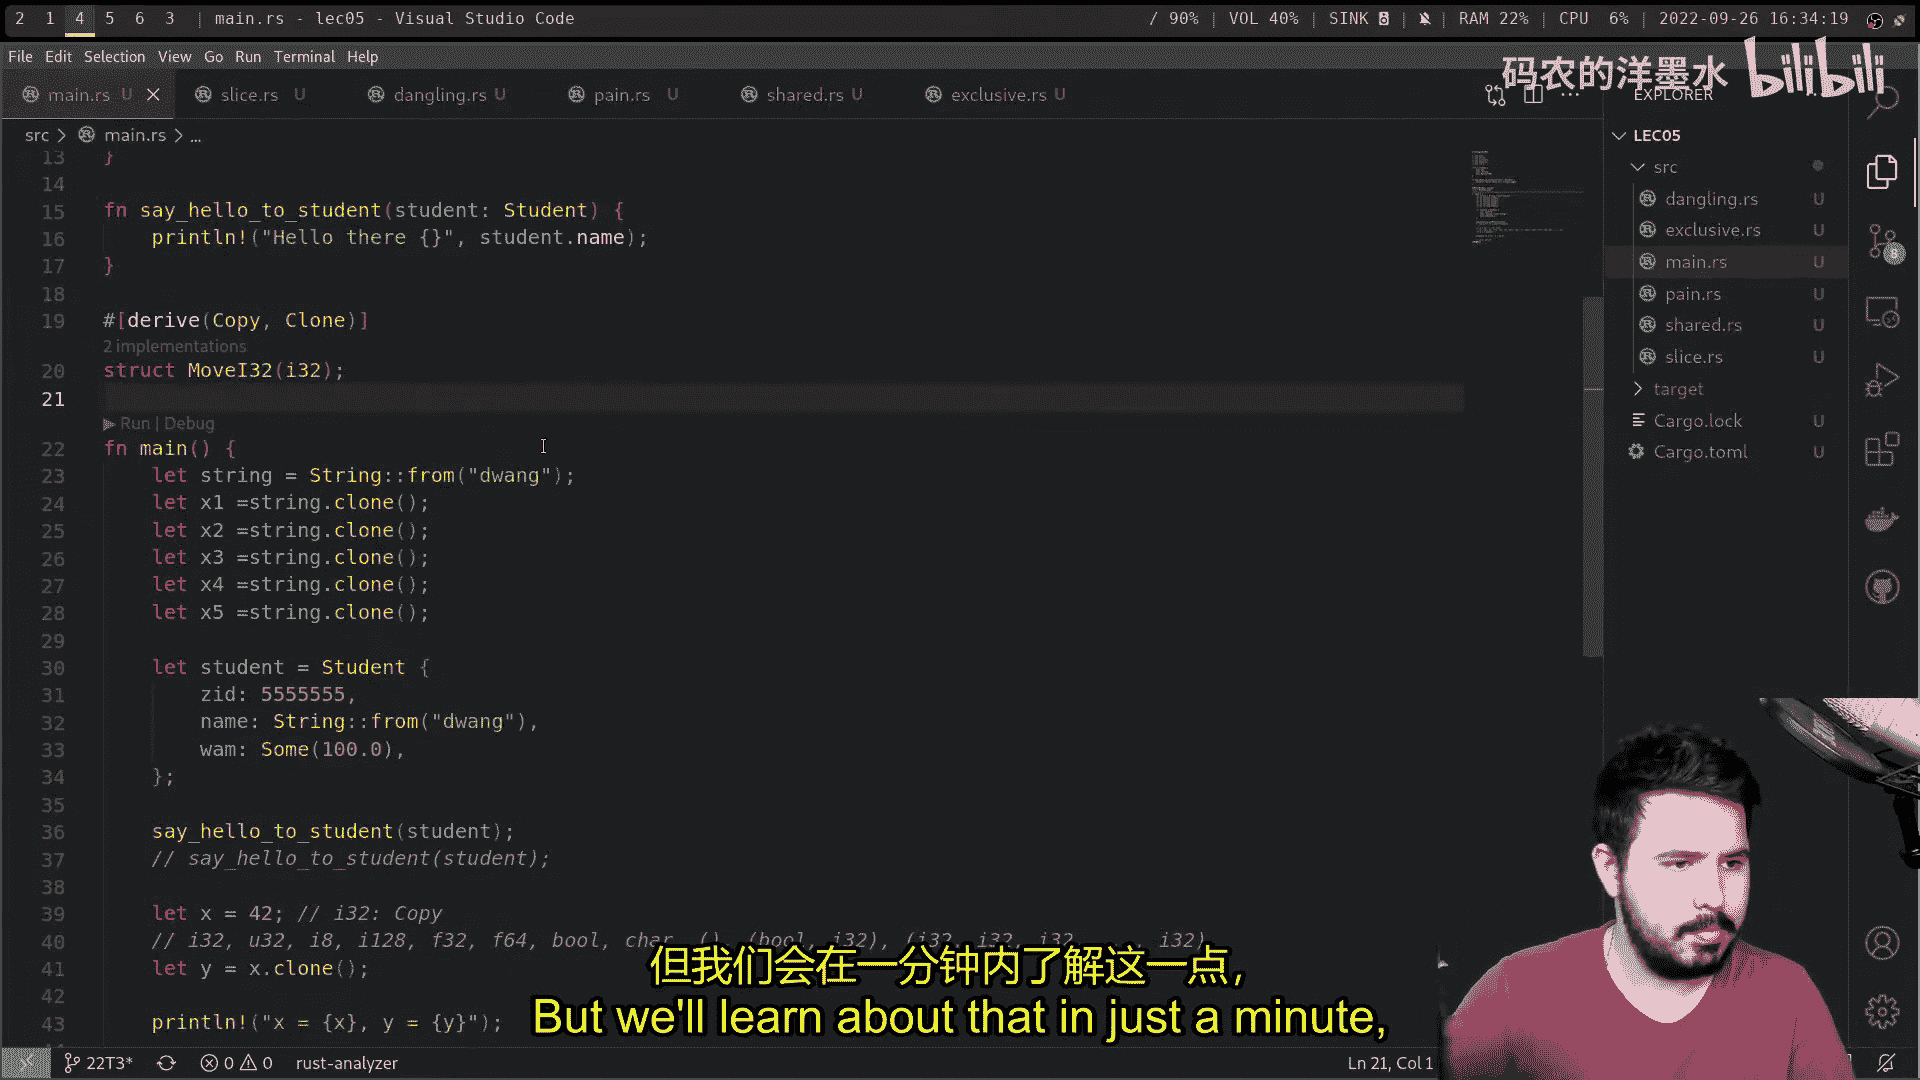 2 1 4 5 6 3 | main.rs - lec05 - Visual Studio Code
/ 90% | VOL 40% | SINK | | RAM 22% | CPU 6% | 2022-09-26 16:34:19
File Edit Selection View Go Run Terminal Help
码农的洋墨水 bilibili
main.rs U slice.rs U dangling.rs U pain.rs U shared.rs U exclusive.rs U
EXPLORER
src > main.rs > ...
LEC05
src
dangling.rs U
exclusive.rs U
main.rs U
pain.rs U
shared.rs U
slice.rs U
target
Cargo.lock U
Cargo.toml U
8
13 }
14
15 fn say_hello_to_student(student: Student) {
16 println!("Hello there {}", student.name);
17 }
18
19 #[derive(Copy, Clone)]
2 implementations
20 struct MoveI32(i32);
21
Run | Debug
22 fn main() {
23 let string = String::from("dwang");
24 let x1 =string.clone();
25 let x2 =string.clone();
26 let x3 =string.clone();
27 let x4 =string.clone();
28 let x5 =string.clone();
29
30 let student = Student {
31 zid: 5555555,
32 name: String::from("dwang"),
33 wam: Some(100.0),
34 };
35
36 say_hello_to_student(student);
37 // say_hello_to_student(student);
38
39 let x = 42; // i32: Copy
40 // i32, u32, i8, i128, f32, f64, bool, char, (), (bool, i32), (i32, i32, i32, ..., i32)
41 let y = x.clone();
42
43 println!("x = {x}, y = {y}");
但我们会在一分钟内了解这一点，
But we'll learn about that in just a minute,
22T3* 0 0 rust-analyzer
Ln 21, Col 1